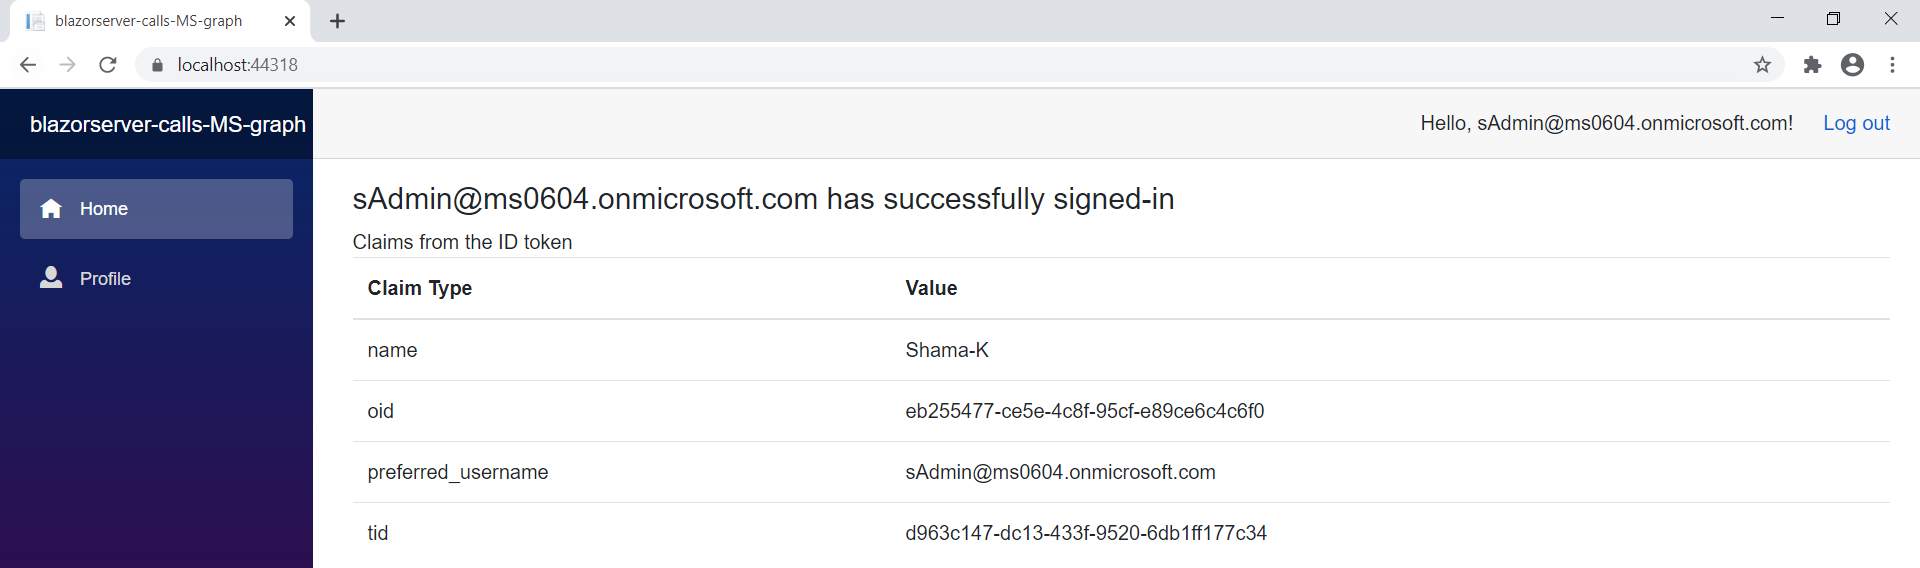 blazorserver-calls-MS-graph
localhost:44318
blazorserver-calls-MS-graph
Hello, sAdmin@ms0604.onmicrosoft.com! Log out
Home
Profile
sAdmin@ms0604.onmicrosoft.com has successfully signed-in
Claims from the ID token
Claim Type Value
name Shama-K
oid eb255477-ce5e-4c8f-95cf-e89ce6c4c6f0
preferred_username sAdmin@ms0604.onmicrosoft.com
tid d963c147-dc13-433f-9520-6db1ff177c34